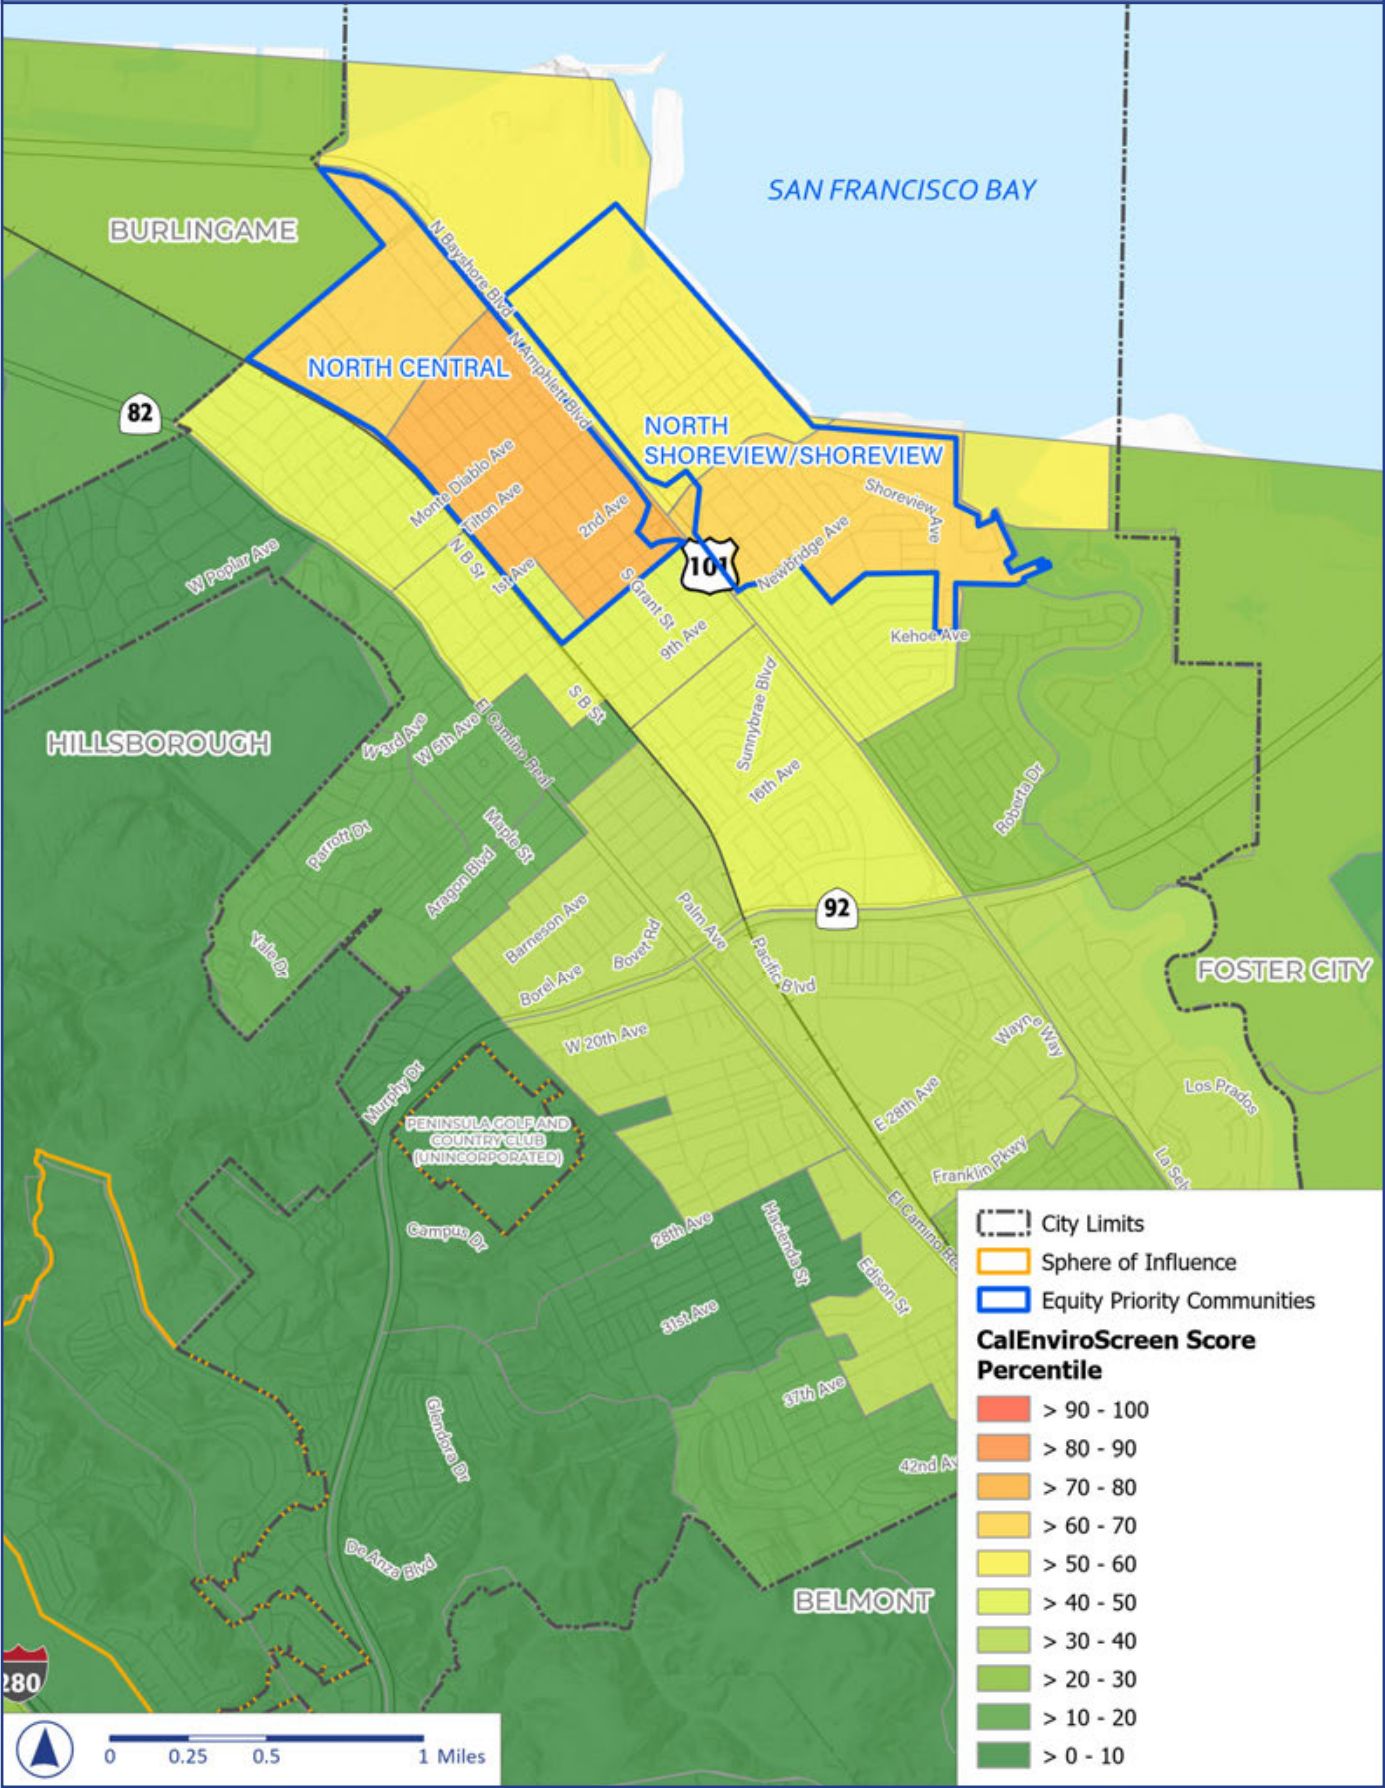 SAN FRANCISCO BAY
BURLINGAME
N Bayshore Blvd
NORTH CENTRAL
N Amphlett Blvd
82
NORTH
SHOREVIEW/SHOREVIEW
Monte Diablo Ave
Tilton Ave
2nd Ave
Shoreview Ave
Newbridge Ave
W Poplar Ave
N B St
1st Ave
101
S Grant St
9th Ave
Kehoe Ave
HILLSBOROUGH
W 3rd Ave
W 5th Ave
El Camino Real
S B St
Sunnybrae Blvd
16th Ave
Roberta Dr
Parrott Dr
Maple St
Aragon Blvd
92
Yale Dr
Barneson Ave
Bovet Rd
Palm Ave
Borel Ave
Pacific Blvd
FOSTER CITY
W 20th Ave
Wayne Way
Murphy Dr
E 28th Ave
Los Prados
PENINSULA GOLF AND
COUNTRY CLUB
(UNINCORPORATED)
Franklin Pkwy
La Selv
Campus Dr
28th Ave
Hacienda St
El Camino Rea
Edison St
31st Ave
37th Ave
Glendora Dr
42nd Av
De Anza Blvd
BELMONT
280
City Limits
Sphere of Influence
Equity Priority Communities
CalEnviroScreen Score
Percentile
> 90 - 100
> 80 - 90
> 70 - 80
> 60 - 70
> 50 - 60
> 40 - 50
> 30 - 40
> 20 - 30
> 10 - 20
> 0 - 10
0 0.25 0.5 1 Miles